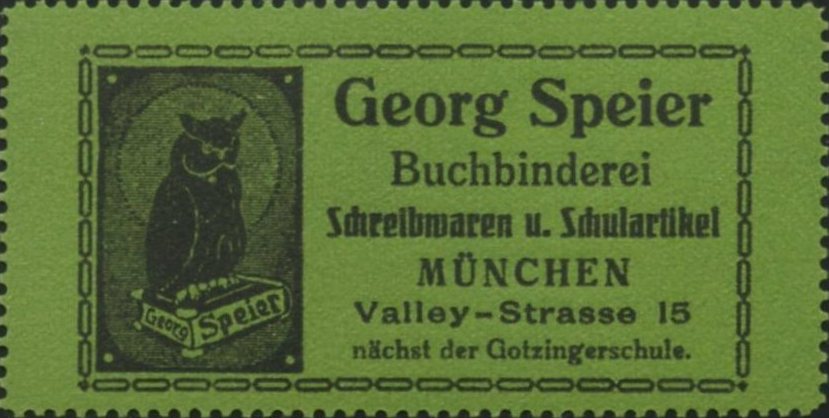 Georg Speier
Buchbinderei
Schreibwaren u. Schulartikel
MÜNCHEN
Valley-Strasse 15
nächst der Gotzingerschule.
Georg Speier